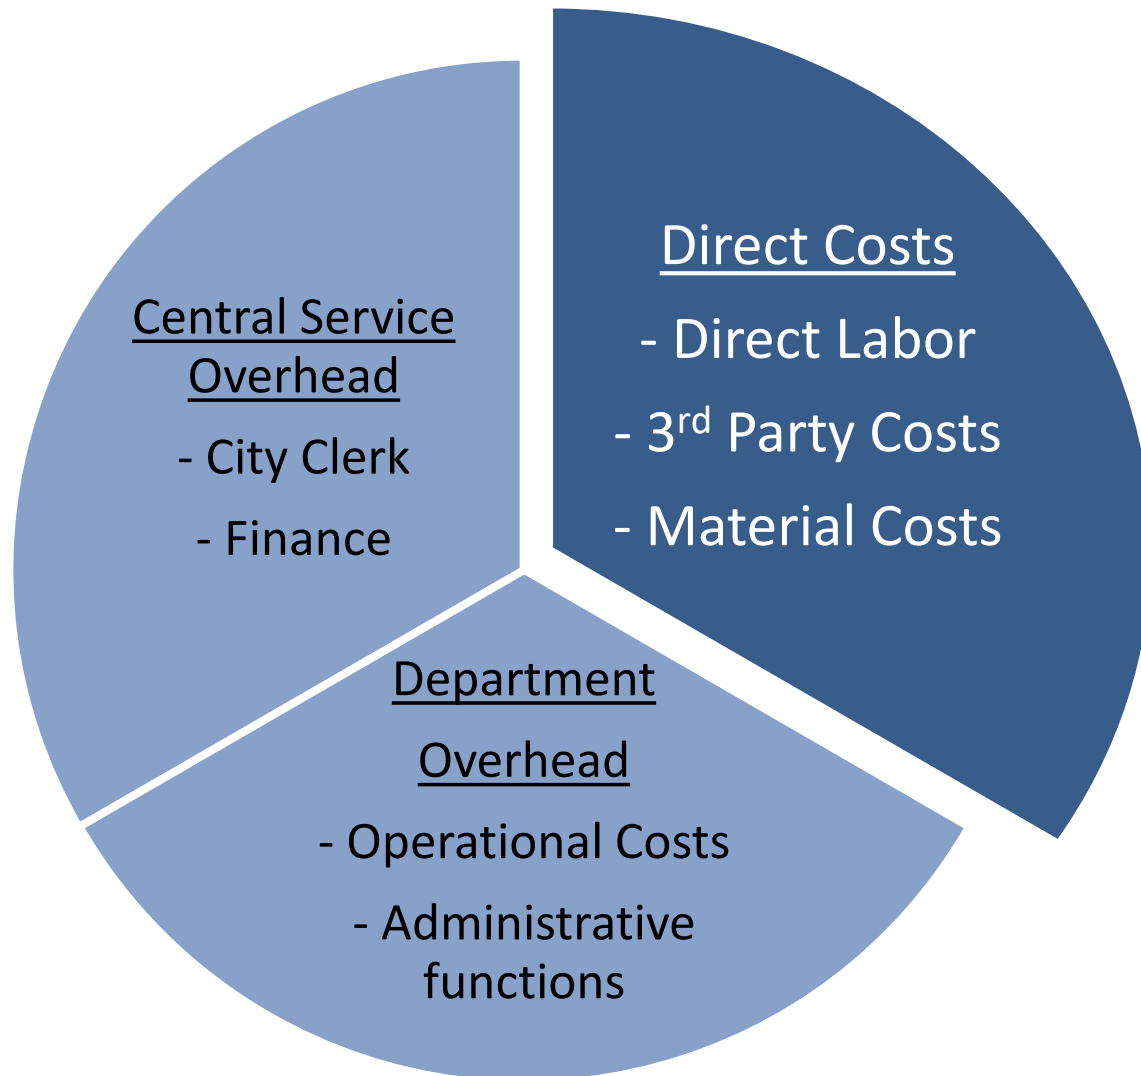 Direct Costs
- Direct Labor
- 3rd Party Costs
- Material Costs
Central Service
Overhead
- City Clerk
- Finance
Department
Overhead
- Operational Costs
- Administrative
functions